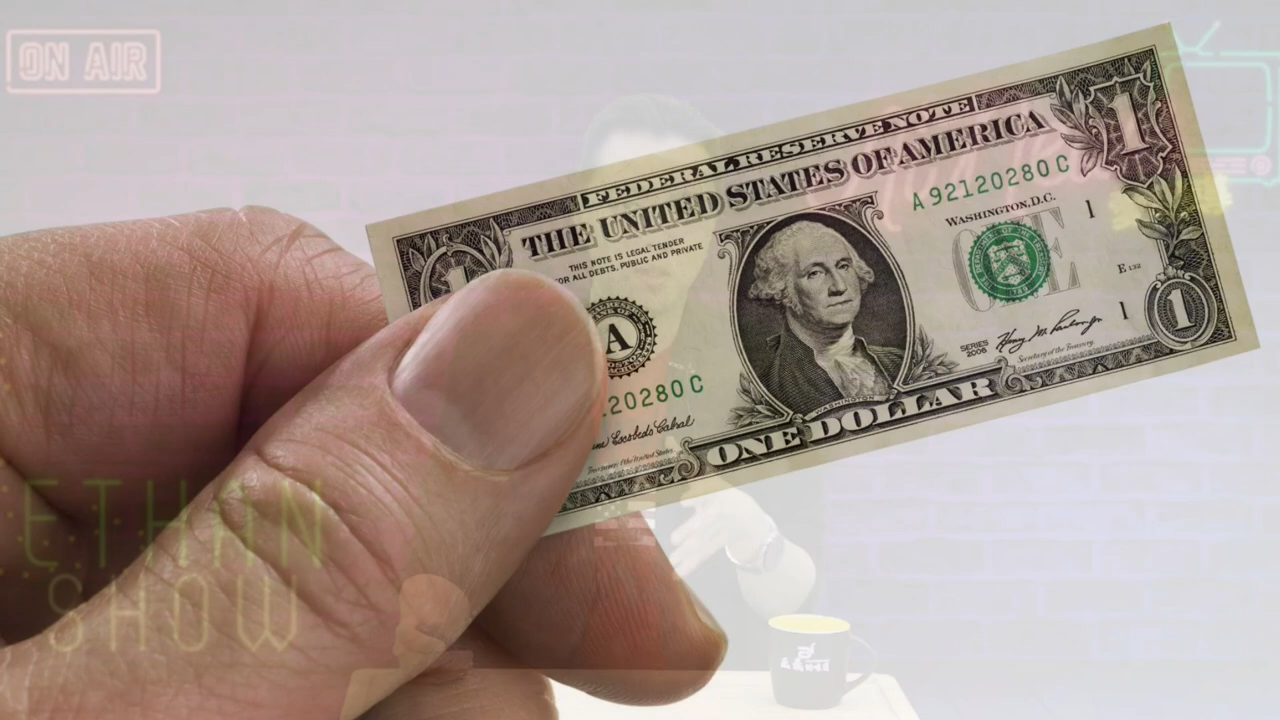 ON AIR
FEDERAL RESERVE NOTE
THE UNITED STATES OF AMERICA
THIS NOTE IS LEGAL TENDER
FOR ALL DEBTS, PUBLIC AND PRIVATE
A 92120280 C
WASHINGTON, D.C.
1
1
1
A
E 132
20280 C
SERIES
2006
Secretary of the Treasury.
1
1
WASHINGTON
ONE DOLLAR
ETHAN
SHOW